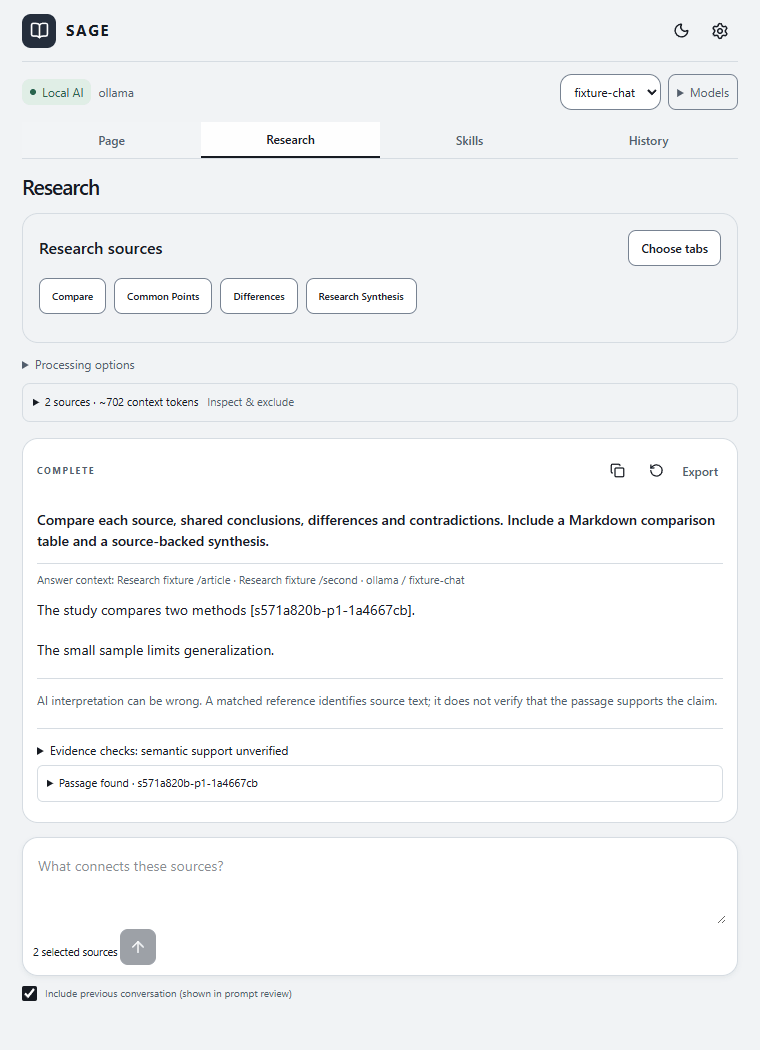 SAGE
Local AI ollama fixture-chat Models
Page Research Skills History
Research
Research sources Choose tabs
Compare Common Points Differences Research Synthesis
Processing options
2 sources · ~702 context tokens Inspect & exclude
COMPLETE Export
Compare each source, shared conclusions, differences and contradictions. Include a Markdown comparison
table and a source-backed synthesis.
Answer context: Research fixture /article · Research fixture /second · ollama / fixture-chat
The study compares two methods [s571a820b-p1-1a4667cb].
The small sample limits generalization.
AI interpretation can be wrong. A matched reference identifies source text; it does not verify that the passage supports the claim.
Evidence checks: semantic support unverified
Passage found · s571a820b-p1-1a4667cb
What connects these sources?
2 selected sources
Include previous conversation (shown in prompt review)